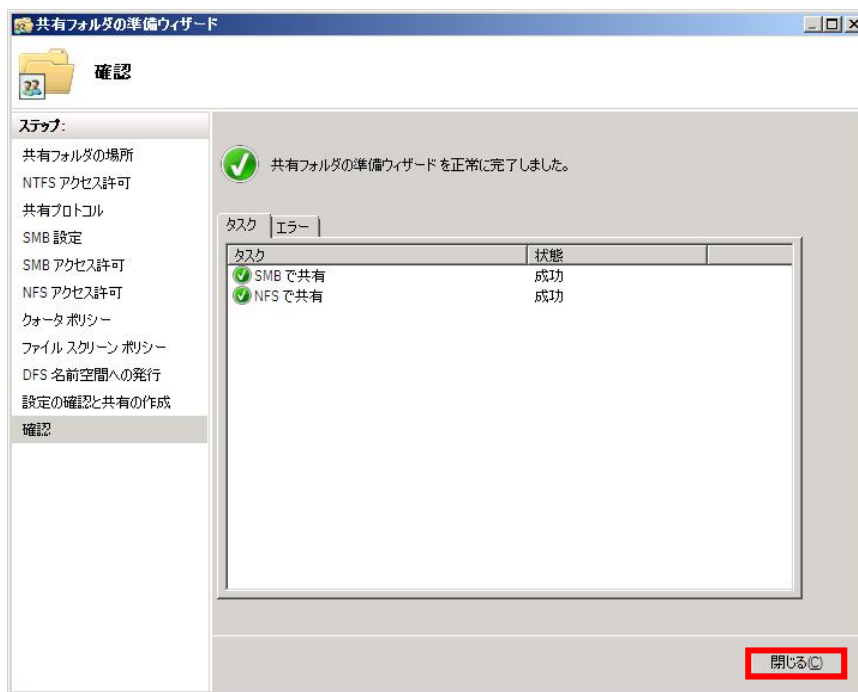 共有フォルダの準備ウィザード
確認
ステップ:
共有フォルダの場所
NTFS アクセス許可
共有プロトコル
SMB 設定
SMB アクセス許可
NFS アクセス許可
クォータ ポリシー
ファイル スクリーン ポリシー
DFS 名前空間への発行
設定の確認と共有の作成
確認
共有フォルダの準備ウィザード を正常に完了しました。
タスク エラー
タスク 状態
SMB で共有 成功
NFS で共有 成功
閉じる(C)